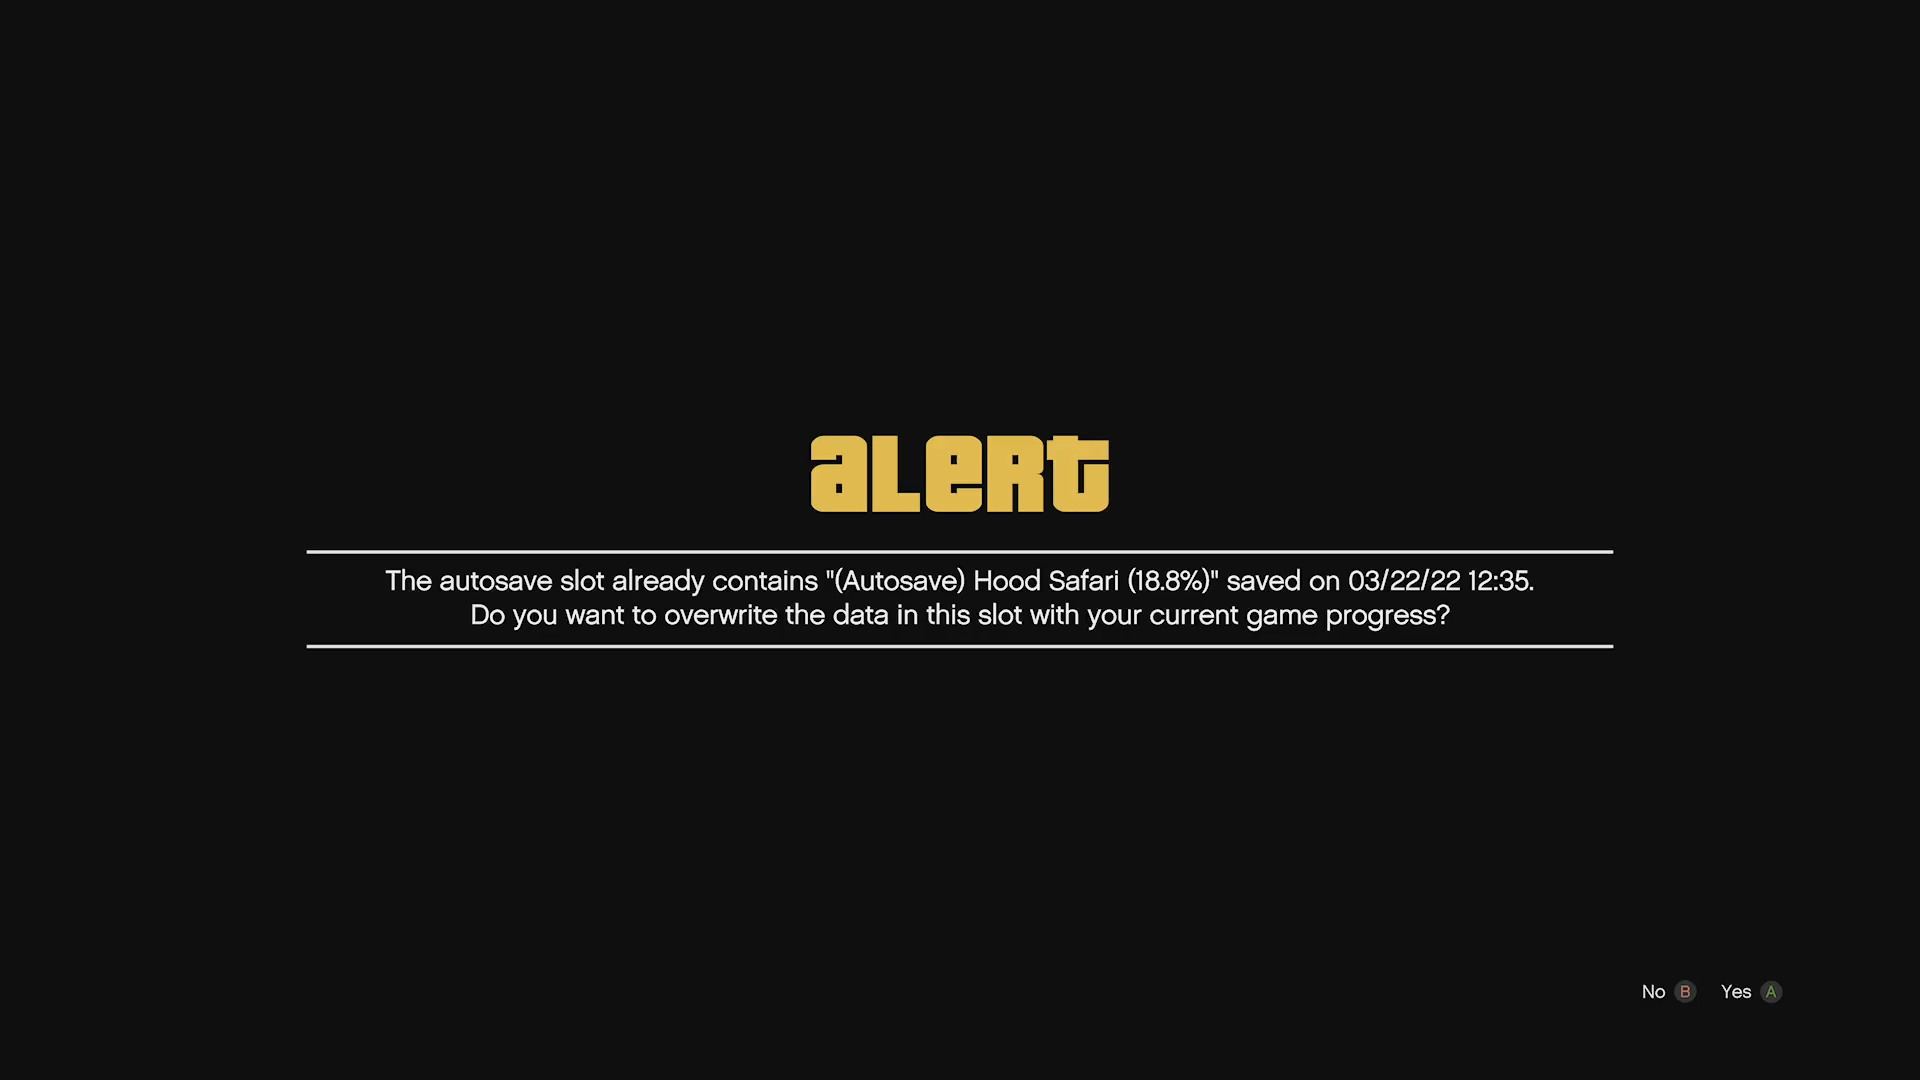 aLeRt
The autosave slot already contains "(Autosave) Hood Safari (18.8%)" saved on 03/22/22 12:35.
Do you want to overwrite the data in this slot with your current game progress?
No B Yes A